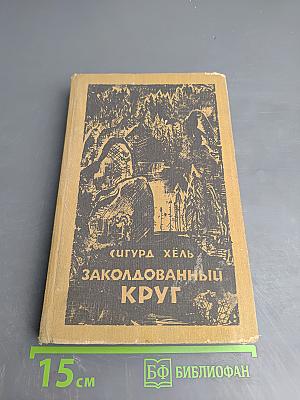 СИГУРД ХЁЛЬ
ЗАКОЛДОВАННЫЙ
КРУГ
15 см
БФ БИБЛИОФАН